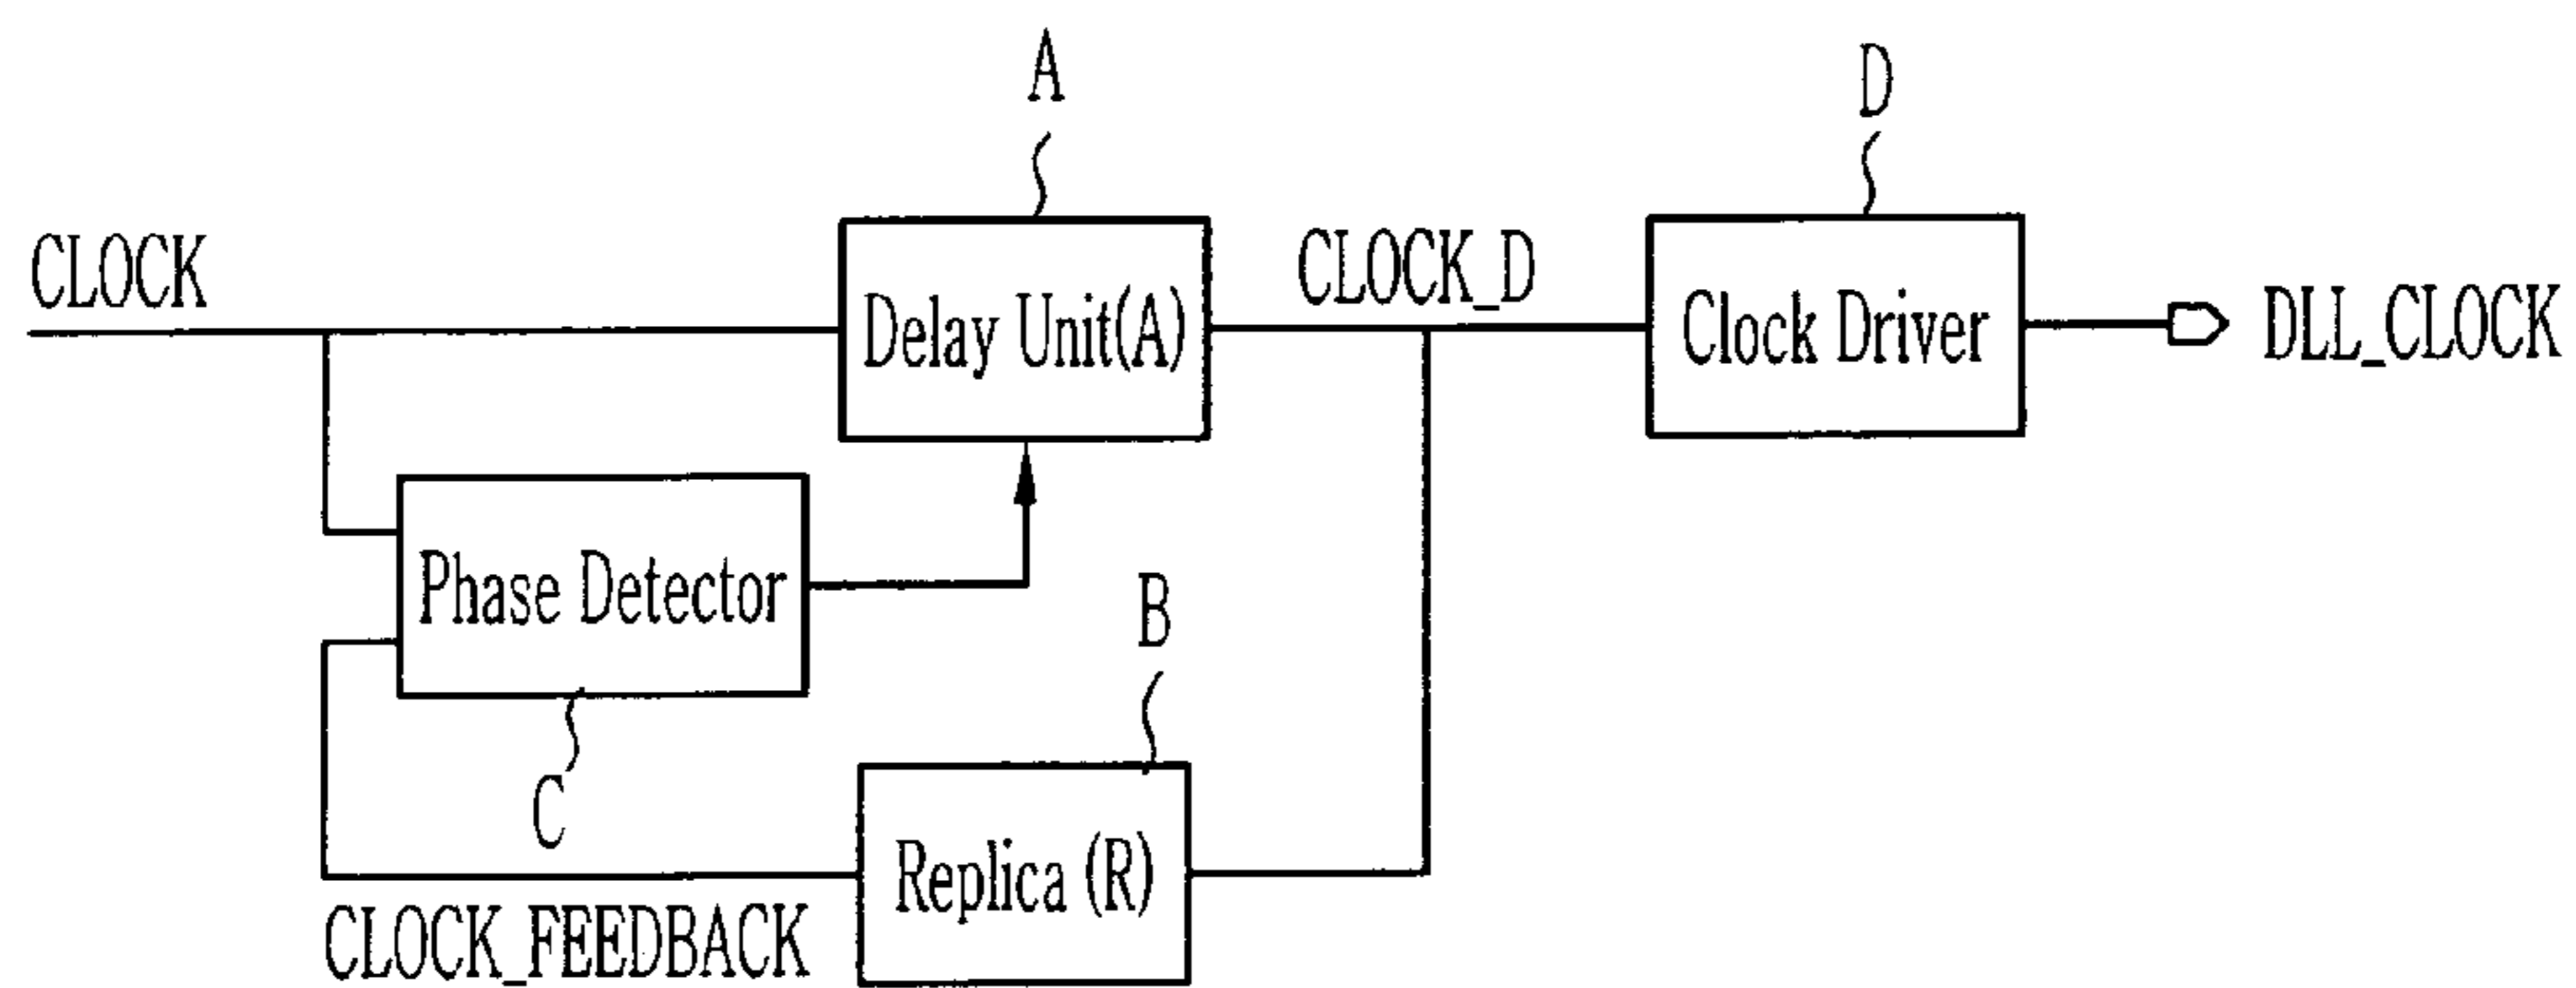 A
D
CLOCK
CLOCK_D
Delay Unit(A)
Clock Driver
DLL_CLOCK
Phase Detector
B
C
Replica (R)
CLOCK_FEEDBACK